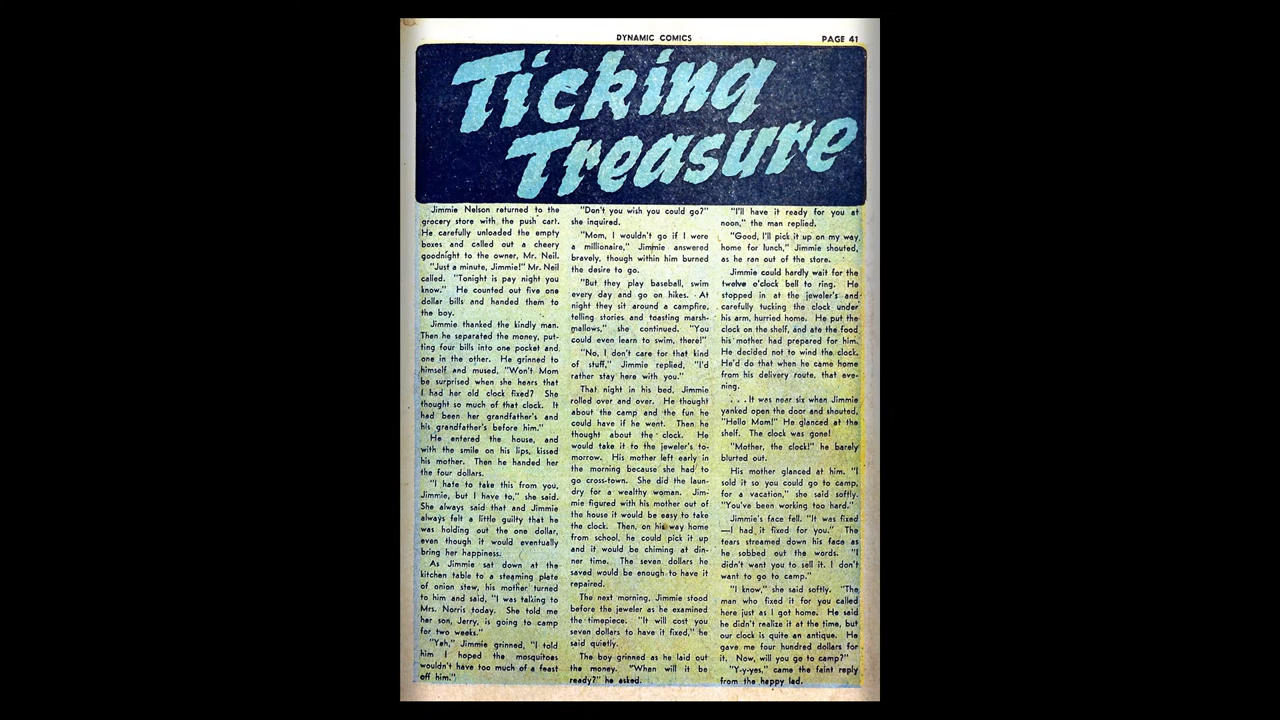 DYNAMIC COMICS
PAGE 41
Ticking
Treasure
Jimmie Nelson returned to the
grocery store with the push cart.
He carefully unloaded the empty
boxes and called out a cheery
goodnight to the owner, Mr. Neil.
"Just a minute, Jimmie!" Mr. Neil
called. "Tonight is pay night you
know." He counted out five one
dollar bills and handed them to
the boy.
Jimmie thanked the kindly man.
Then he separated the money, put-
ting four bills into one pocket and
one in the other. He grinned to
himself and mused, "Won't Mom
be surprised when she hears that
I had her old clock fixed? She
thought so much of that clock. It
had been her grandfather's and
his grandfather's before him."
He entered the house, and
with the smile on his lips, kissed
his mother. Then he handed her
the four dollars.
"I hate to take this from you,
Jimmie, but I have to," she said.
She always said that and Jimmie
always felt a little guilty that he
was holding out the one dollar,
even though it would eventually
bring her happiness.
As Jimmie sat down at the
kitchen table to a steaming plate
of onion stew, his mother turned
to him and said, "I was talking to
Mrs. Norris today. She told me
her son, Jerry, is going to camp
for two weeks."
"Yeh," Jimmie grinned, "I told
him I hoped the mosquitoes
wouldn't have too much of a feast
off him."
"Don't you wish you could go?"
she inquired.
"Mom, I wouldn't go if I were
a millionaire," Jimmie answered
bravely, though within him burned
the desire to go.
"But they play baseball, swim
every day and go on hikes. At
night they sit around a campfire,
telling stories and toasting marsh-
mallows," she continued. "You
could even learn to swim, there!"
"No, I don't care for that kind
of stuff," Jimmie replied, "I'd
rather stay here with you."
That night in his bed, Jimmie
rolled over and over. He thought
about the camp and the fun he
could have if he went. Then he
thought about the clock. He
would take it to the jeweler's to-
morrow. His mother left early in
the morning because she had to
go cross-town. She did the laun-
dry for a wealthy woman. Jim-
mie figured with his mother out of
the house it would be easy to take
the clock. Then, on his way home
from school, he could pick it up
and it would be chiming at din-
ner time. The seven dollars he
saved would be enough to have it
repaired.
The next morning, Jimmie stood
before the jeweler as he examined
the timepiece. "It will cost you
seven dollars to have it fixed," he
said quietly.
The boy grinned as he laid out
the money. "When will it be
ready?" he asked.
"I'll have it ready for you at
noon," the man replied.
"Good, I'll pick it up on my way
home for lunch," Jimmie shouted,
as he ran out of the store.
Jimmie could hardly wait for the
twelve o'clock bell to ring. He
stopped in at the jeweler's and
carefully tucking the clock under
his arm, hurried home. He put the
clock on the shelf, and ate the food
his mother had prepared for him.
He decided not to wind the clock.
He'd do that when he came home
from his delivery route, that eve-
ning.
. . . It was near six when Jimmie
yanked open the door and shouted,
"Hello Mom!" He glanced at the
shelf. The clock was gone!
"Mother, the clock!" he barely
blurted out.
His mother glanced at him. "I
sold it so you could go to camp,
for a vacation," she said softly.
"You've been working too hard."
Jimmie's face fell. "It was fixed
—I had it fixed for you." The
tears streamed down his face as
he sobbed out the words. "I
didn't want you to sell it. I don't
want to go to camp."
"I know," she said softly. "The
man who fixed it for you called
here just as I got home. He said
he didn't realize it at the time, but
our clock is quite an antique. He
gave me four hundred dollars for
it. Now, will you go to camp?"
"Y-y-yes," came the faint reply
from the happy lad.